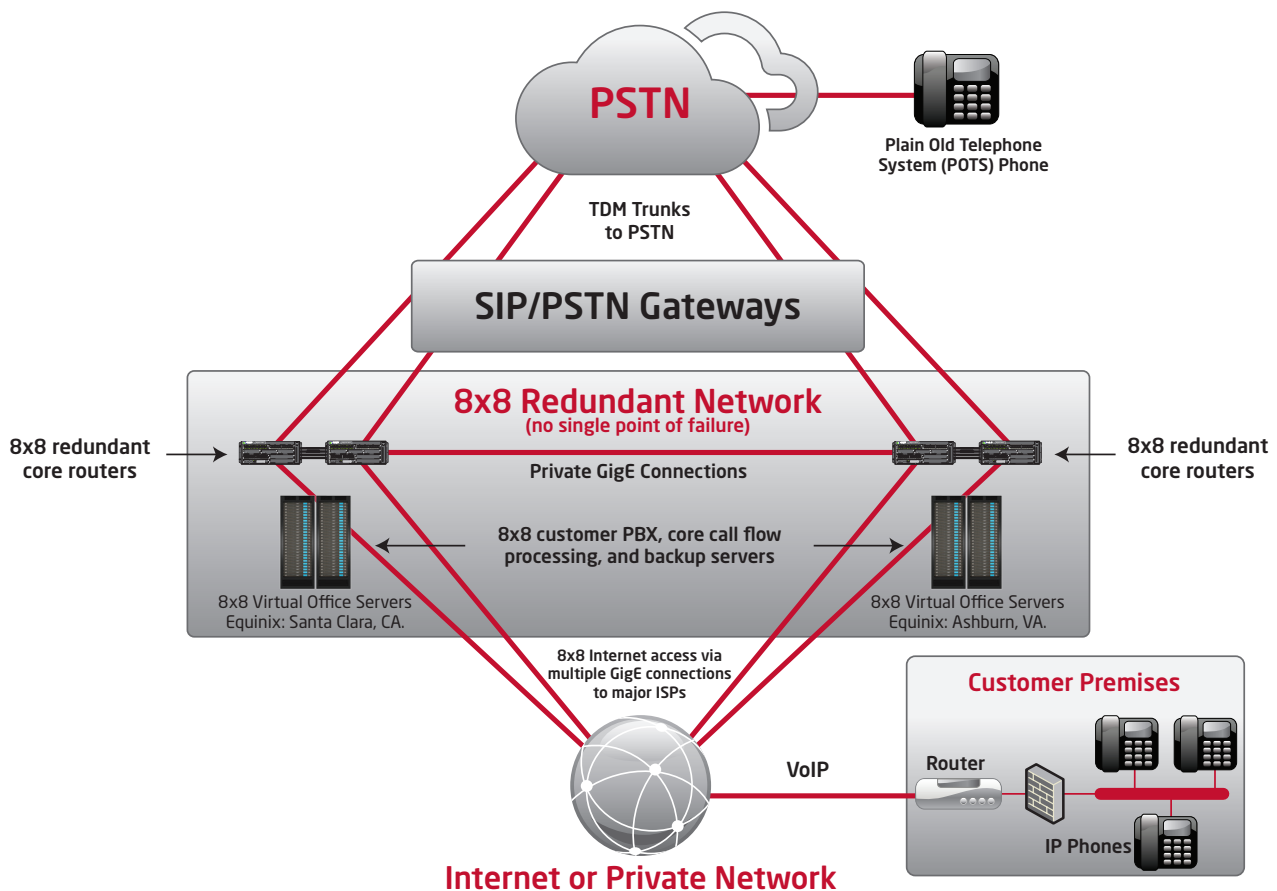 PSTN
Plain Old Telephone
System (POTS) Phone
TDM Trunks
to PSTN
SIP/PSTN Gateways
8x8 Redundant Network
(no single point of failure)
8x8 redundant
core routers
Private GigE Connections
8x8 redundant
core routers
8x8 customer PBX, core call flow
processing, and backup servers
8x8 Virtual Office Servers
Equinix: Santa Clara, CA.
8x8 Virtual Office Servers
Equinix: Ashburn, VA.
8x8 Internet access via
multiple GigE connections
to major ISPs
Customer Premises
VoIP
Router
IP Phones
Internet or Private Network